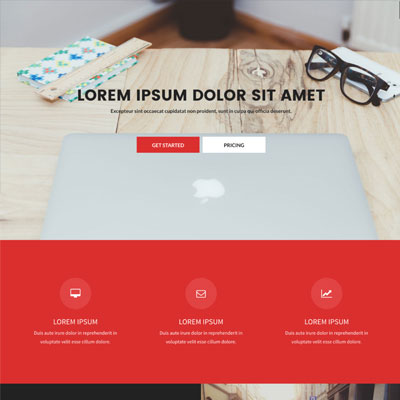 LOREM IPSUM DOLOR SIT AMET
Excepteur sint occaecat cupidatat non proident, sunt in culpa qui officia deserunt.
GET STARTED
PRICING
LOREM IPSUM
Duis aute irure dolor in reprehenderit in
voluptate velit esse cillum dolore.
LOREM IPSUM
Duis aute irure dolor in reprehenderit in
voluptate velit esse cillum dolore.
LOREM IPSUM
Duis aute irure dolor in reprehenderit in
voluptate velit esse cillum dolore.